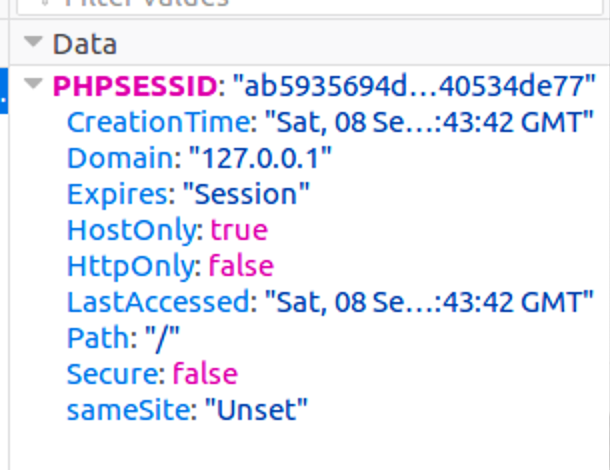 Filter values
Data
PHPSESSID: "ab5935694d...40534de77"
CreationTime: "Sat, 08 Se...:43:42 GMT"
Domain: "127.0.0.1"
Expires: "Session"
HostOnly: true
HttpOnly: false
LastAccessed: "Sat, 08 Se...:43:42 GMT"
Path: "/"
Secure: false
sameSite: "Unset"